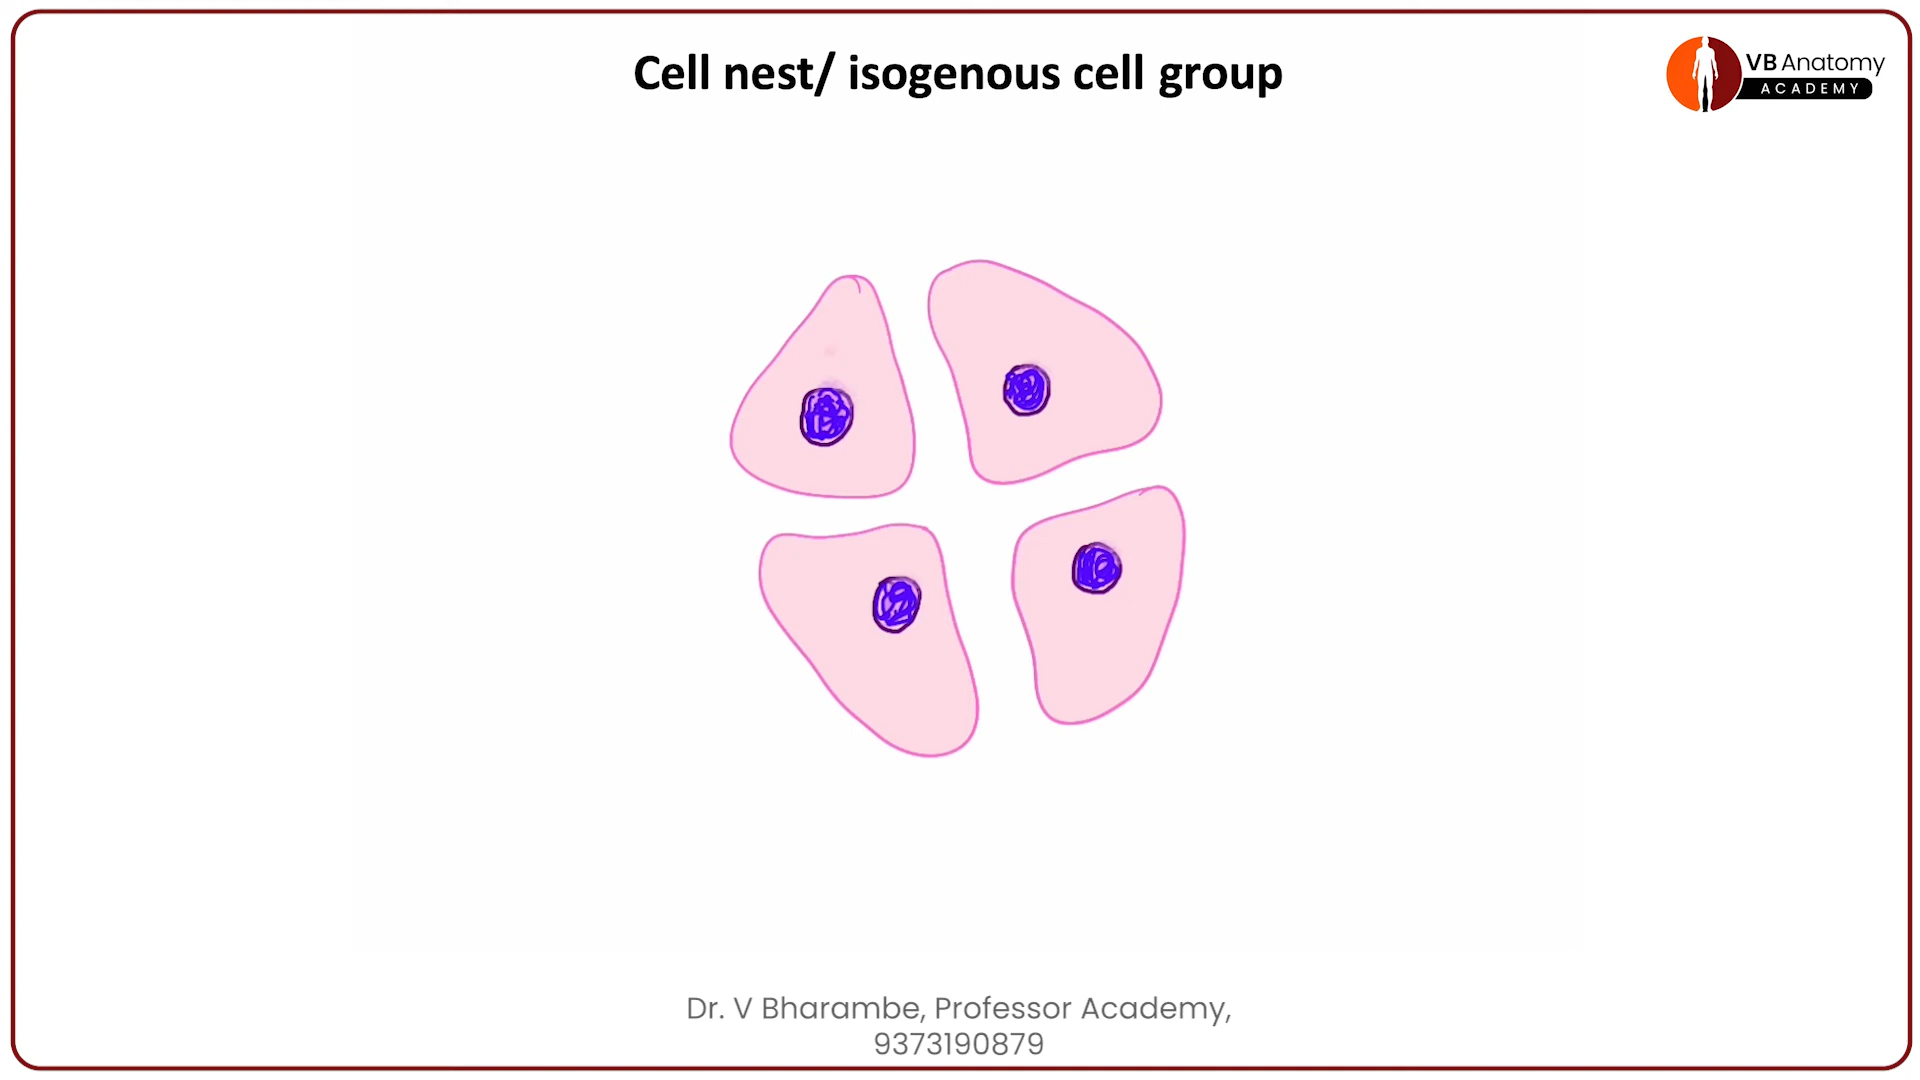 Cell nest/ isogenous cell group
VB Anatomy
ACADEMY
Dr. V Bharambe, Professor Academy,
9373190879